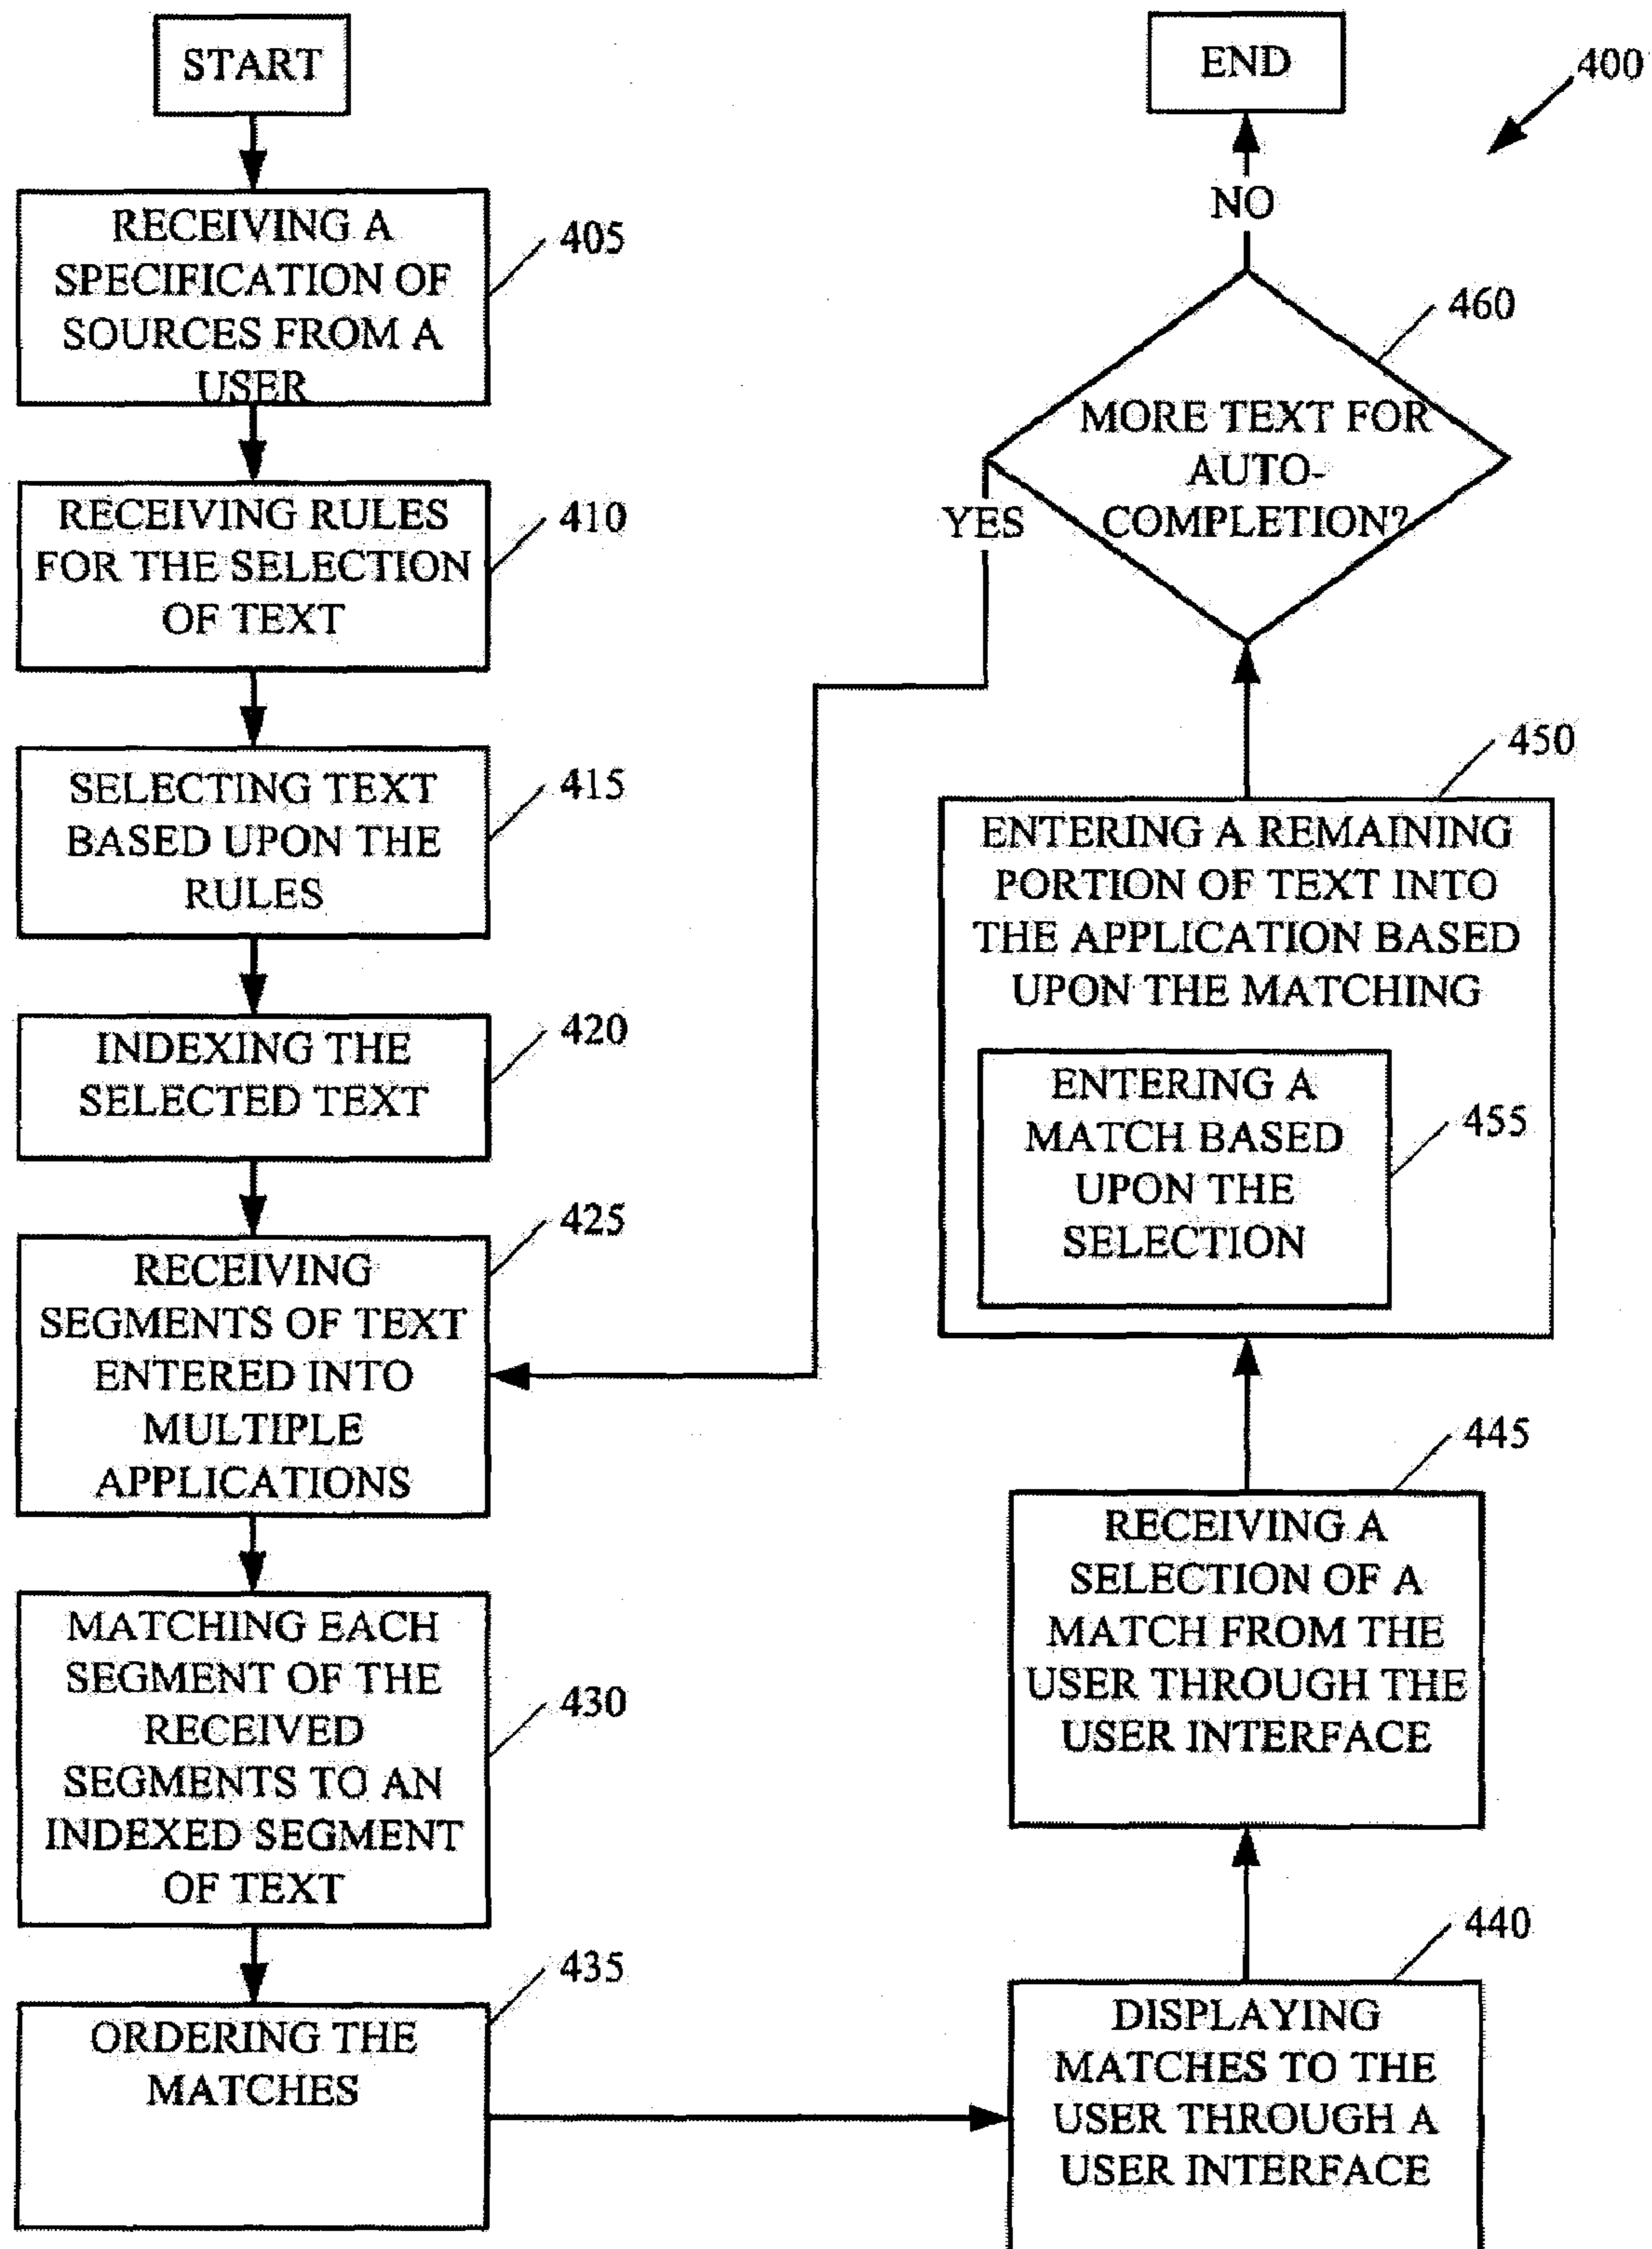 START
RECEIVING A
SPECIFICATION OF
SOURCES FROM A
USER
405
RECEIVING RULES
FOR THE SELECTION
OF TEXT
410
SELECTING TEXT
BASED UPON THE
RULES
415
INDEXING THE
SELECTED TEXT
420
RECEIVING
SEGMENTS OF TEXT
ENTERED INTO
MULTIPLE
APPLICATIONS
425
MATCHING EACH
SEGMENT OF THE
RECEIVED
SEGMENTS TO AN
INDEXED SEGMENT
OF TEXT
430
ORDERING THE
MATCHES
435
DISPLAYING
MATCHES TO THE
USER THROUGH A
USER INTERFACE
440
RECEIVING A
SELECTION OF A
MATCH FROM THE
USER THROUGH THE
USER INTERFACE
445
ENTERING A REMAINING
PORTION OF TEXT INTO
THE APPLICATION BASED
UPON THE MATCHING
450
ENTERING A
MATCH BASED
UPON THE
SELECTION
455
MORE TEXT FOR
AUTO-
COMPLETION?
460
YES
NO
END
400